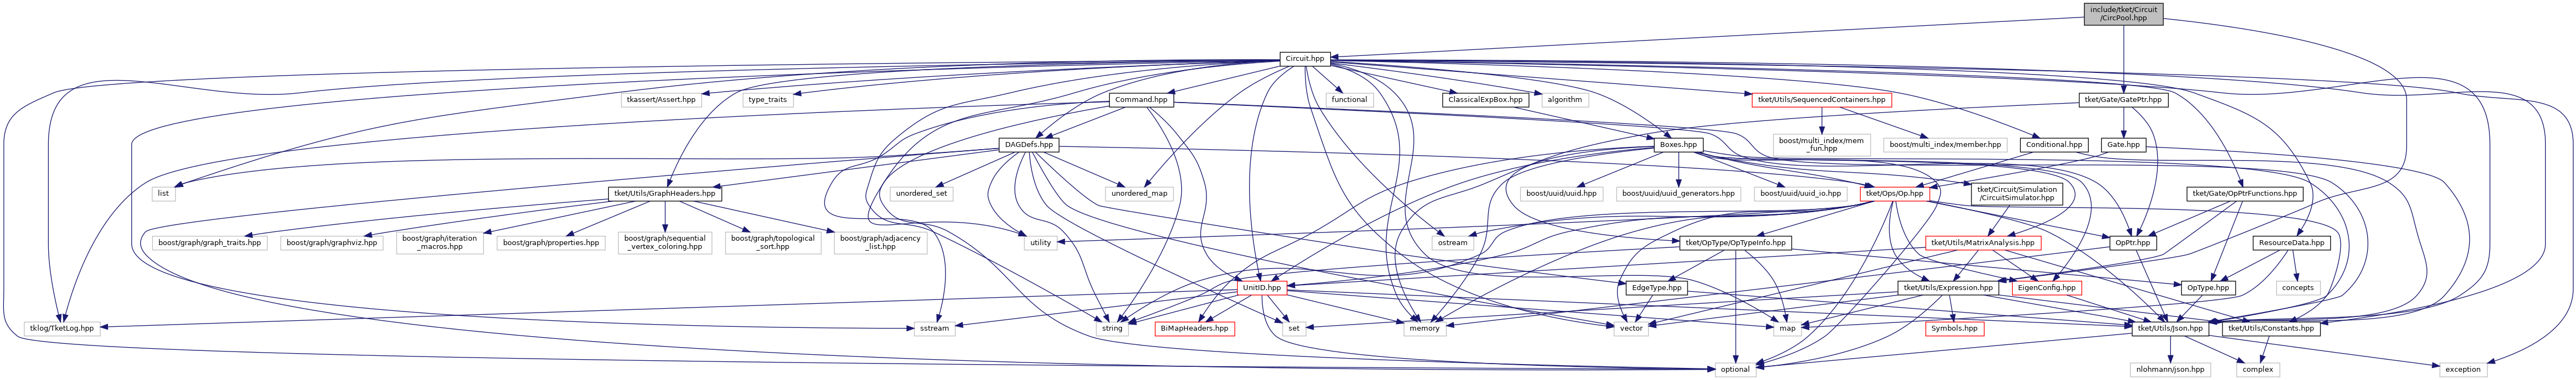 include/tket/Circuit
/CircPool.hpp
Circuit.hpp
tkassert/Assert.hpp
type_traits
Command.hpp
functional
ClassicalExpBox.hpp
algorithm
tket/Utils/SequencedContainers.hpp
tket/Gate/GatePtr.hpp
boost/multi_index/mem
_fun.hpp
boost/multi_index/member.hpp
DAGDefs.hpp
Boxes.hpp
Conditional.hpp
Gate.hpp
list
tket/Utils/GraphHeaders.hpp
unordered_set
unordered_map
boost/uuid/uuid.hpp
boost/uuid/uuid_generators.hpp
boost/uuid/uuid_io.hpp
tket/Ops/Op.hpp
tket/Circuit/Simulation
/CircuitSimulator.hpp
tket/Gate/OpPtrFunctions.hpp
boost/graph/graph_traits.hpp
boost/graph/graphviz.hpp
boost/graph/iteration
_macros.hpp
boost/graph/properties.hpp
boost/graph/sequential
_vertex_coloring.hpp
boost/graph/topological
_sort.hpp
boost/graph/adjacency
_list.hpp
utility
ostream
tket/OpType/OpTypeInfo.hpp
tket/Utils/MatrixAnalysis.hpp
OpPtr.hpp
ResourceData.hpp
UnitID.hpp
EdgeType.hpp
tket/Utils/Expression.hpp
EigenConfig.hpp
OpType.hpp
concepts
tklog/TketLog.hpp
sstream
string
BiMapHeaders.hpp
set
memory
vector
map
Symbols.hpp
tket/Utils/Json.hpp
tket/Utils/Constants.hpp
optional
nlohmann/json.hpp
complex
exception